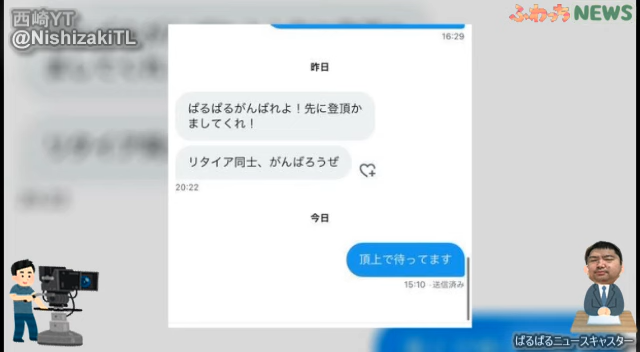 西崎YT
@NishizakiTL
ふわっちNEWS
16:29
昨日
ぱるぱるがんばれよ！先に登頂か
ましてくれ！
リタイア同士、がんばろうぜ
20:22
今日
頂上で待ってます
15:10・送信済み
ぱるぱるニュースキャスター